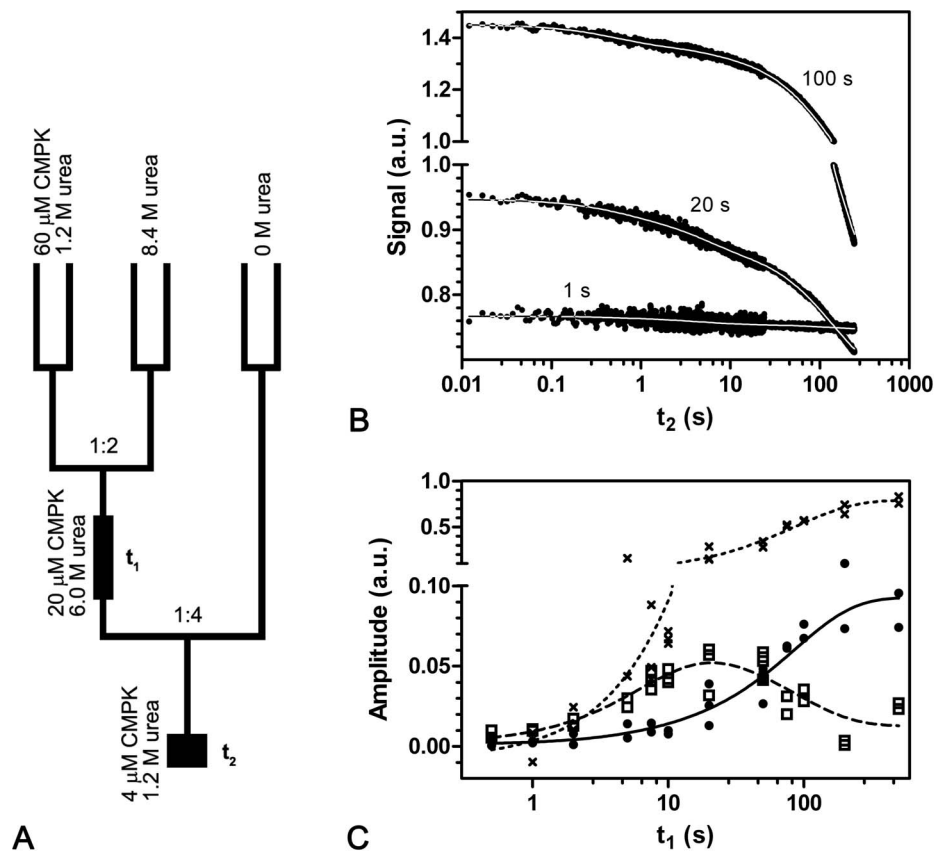 60 μM CMPK
1.2 M urea
8.4 M urea
0 M urea
1:2
20 μM CMPK
6.0 M urea
t1
1:4
4 μM CMPK
1.2 M urea
t2
A
1.4
1.2
1.0
1.0
0.9
0.8
Signal (a.u.)
100 s
20 s
1 s
0.01
0.1
1
10
100
1000
t2 (s)
B
1.0
0.5
0.10
0.05
0.00
Amplitude (a.u.)
1
10
100
t1 (s)
C